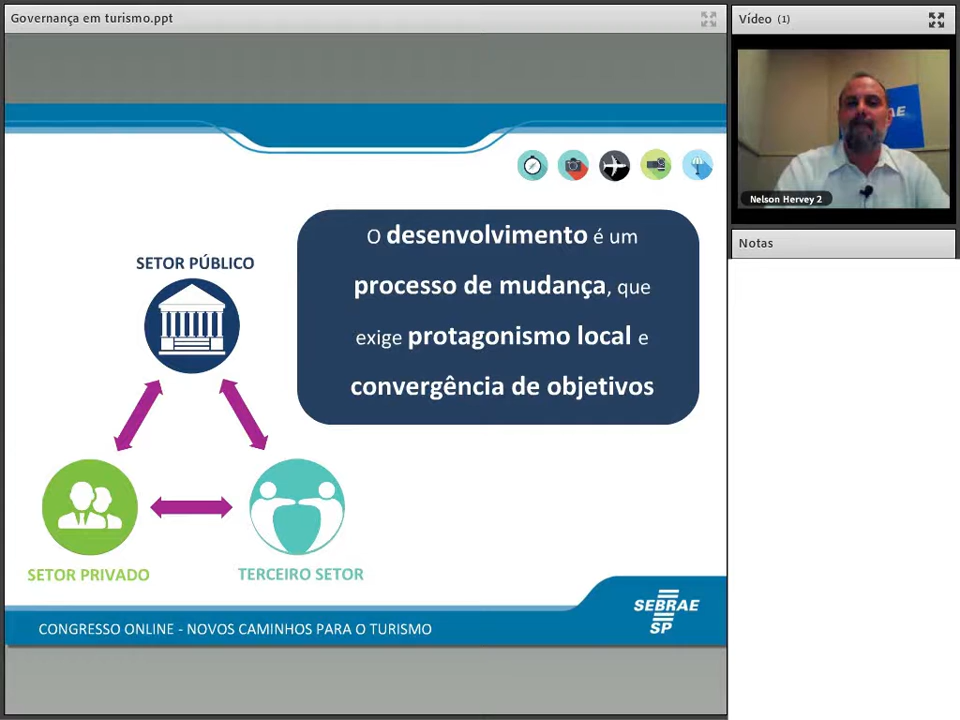 Governança em turismo.ppt
Vídeo (1)
Nelson Hervey 2
Notas
O desenvolvimento é um
processo de mudança, que
exige protagonismo local e
convergência de objetivos
SETOR PÚBLICO
SETOR PRIVADO
TERCEIRO SETOR
SEBRAE
SP
CONGRESSO ONLINE - NOVOS CAMINHOS PARA O TURISMO